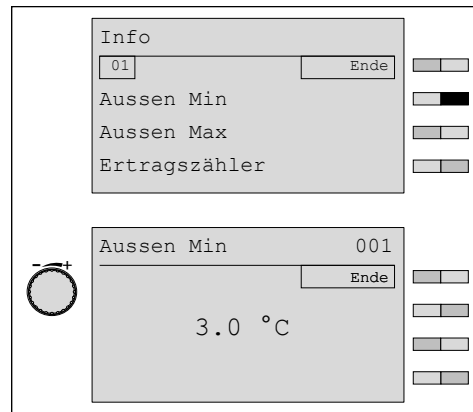 Info
01 Ende
Aussen Min
Aussen Max
Ertragszähler
Aussen Min 001
Ende
- +
3.0 °C